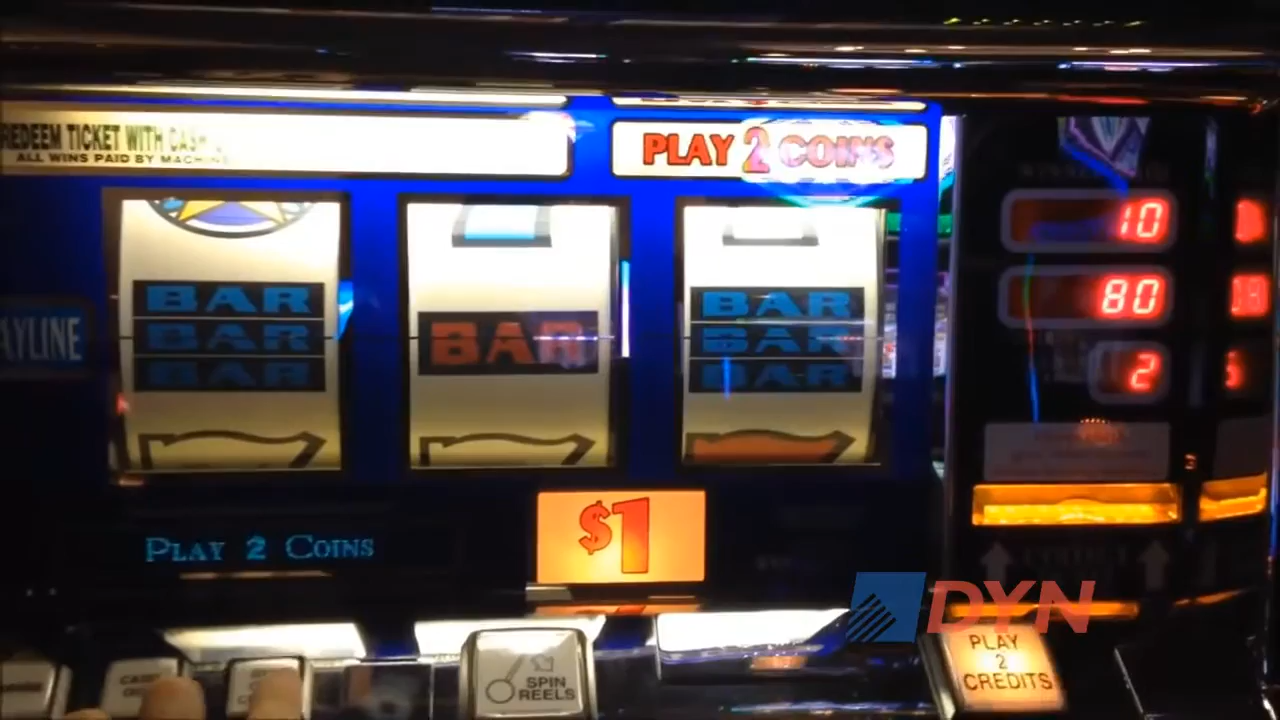 REDEEM TICKET WITH CASH
ALL WINS PAID BY MACHINE
PLAY 2 COINS
10
80
2
BAR
BAR
BAR
BAR
BAR
BAR
BAR
AYLINE
$1
PLAY 2 COINS
DYN
PLAY
2
CREDITS
SPIN
REELS